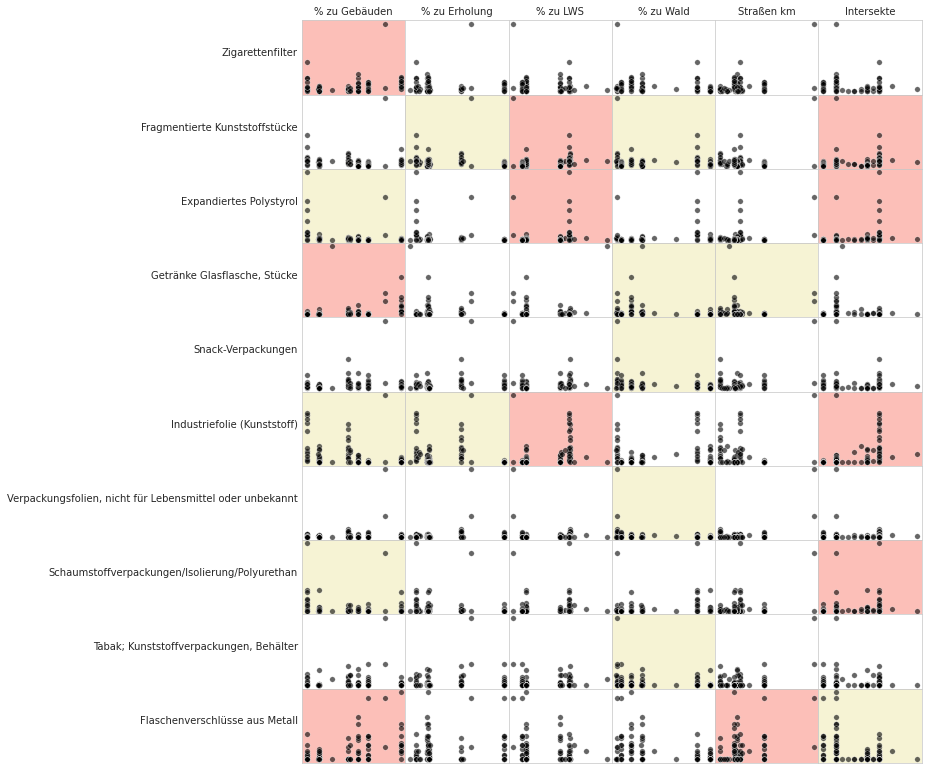 % zu Gebäuden % zu Erholung % zu LWS % zu Wald Straßen km Intersekte
Zigarettenfilter
Fragmentierte Kunststoffstücke
Expandiertes Polystyrol
Getränke Glasflasche, Stücke
Snack-Verpackungen
Industriefolie (Kunststoff)
Verpackungsfolien, nicht für Lebensmittel oder unbekannt
Schaumstoffverpackungen/Isolierung/Polyurethan
Tabak; Kunststoffverpackungen, Behälter
Flaschenverschlüsse aus Metall